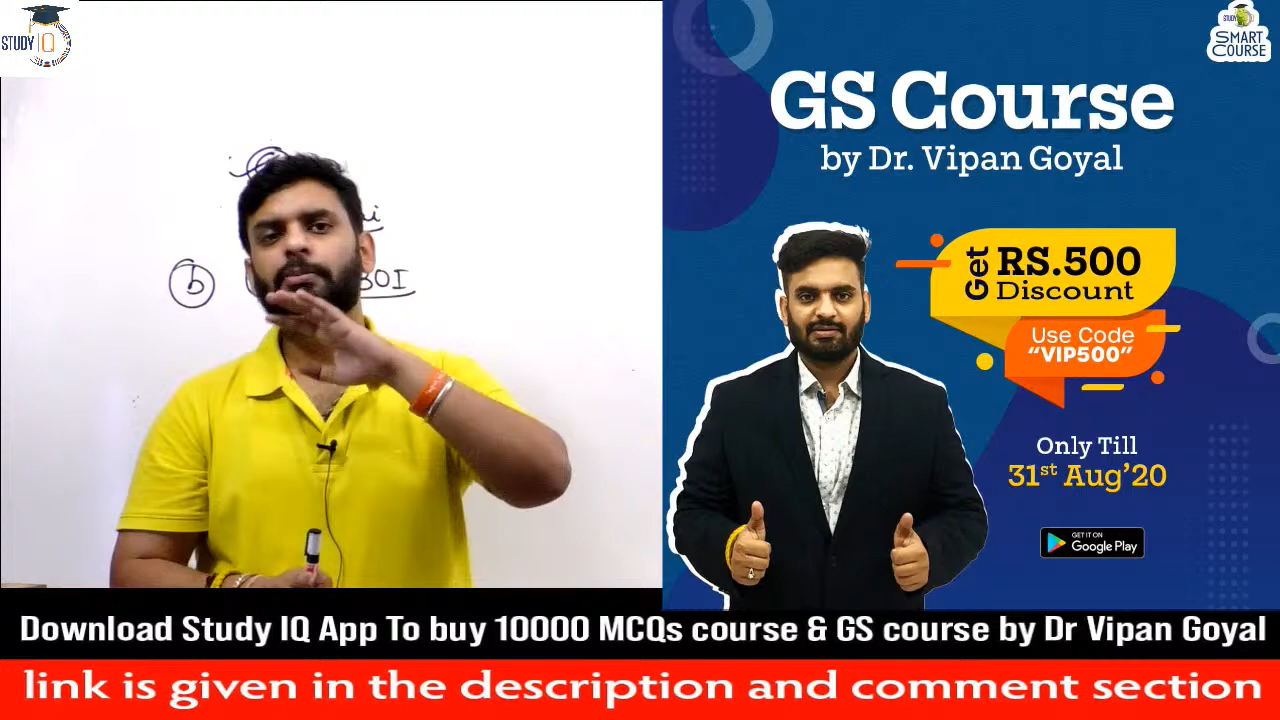 STUDY IQ
b
STUDY IQ
SMART
COURSE
GS Course
by Dr. Vipan Goyal
Get RS.500
Discount
Use Code
“VIP500”
Only Till
31st Aug’20
GET IT ON
Google Play
Download Study IQ App To buy 10000 MCQs course & GS course by Dr Vipan Goyal
link is given in the description and comment section